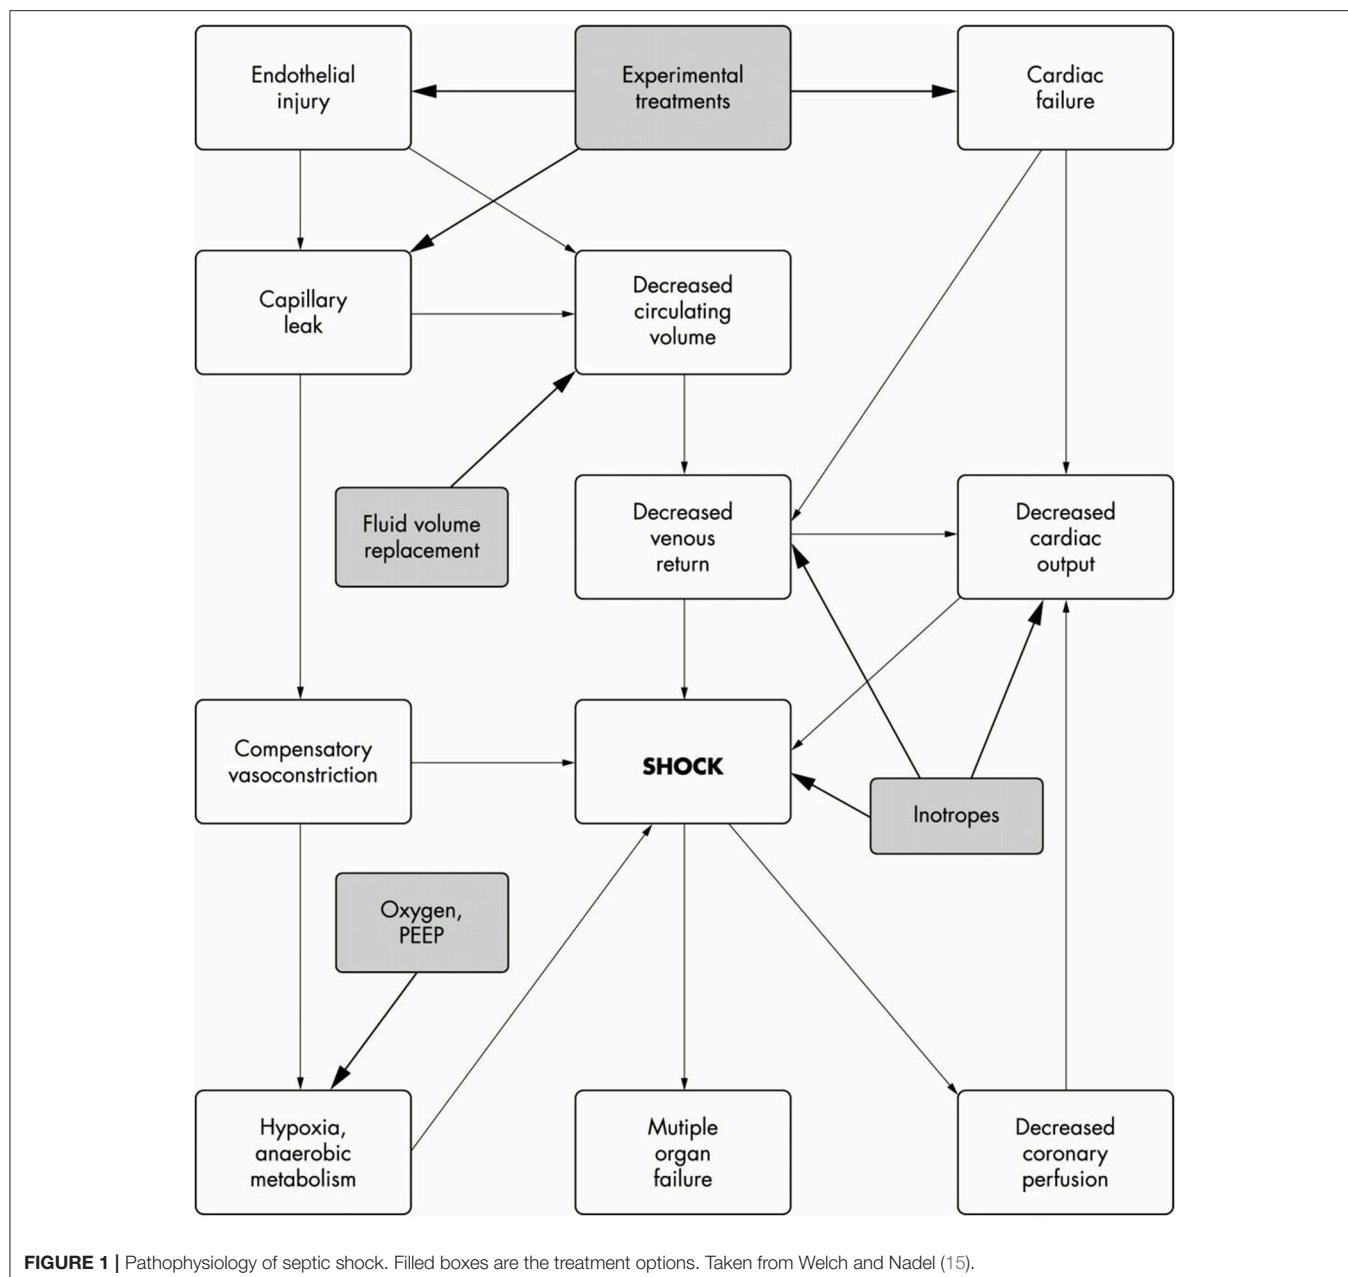 Endothelial
injury
Experimental
treatments
Cardiac
failure
Capillary
leak
Decreased
circulating
volume
Fluid volume
replacement
Decreased
venous
return
Decreased
cardiac
output
Compensatory
vasoconstriction
SHOCK
Inotropes
Oxygen,
PEEP
Hypoxia,
anaerobic
metabolism
Mutiple
organ
failure
Decreased
coronary
perfusion
FIGURE 1 | Pathophysiology of septic shock. Filled boxes are the treatment options. Taken from Welch and Nadel (15).